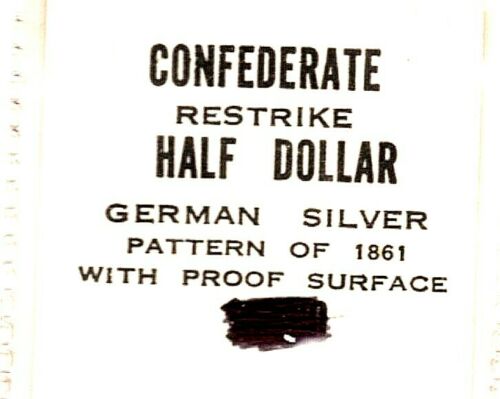 CONFEDERATE
RESTRIKE
HALF DOLLAR
GERMAN SILVER
PATTERN OF 1861
WITH PROOF SURFACE